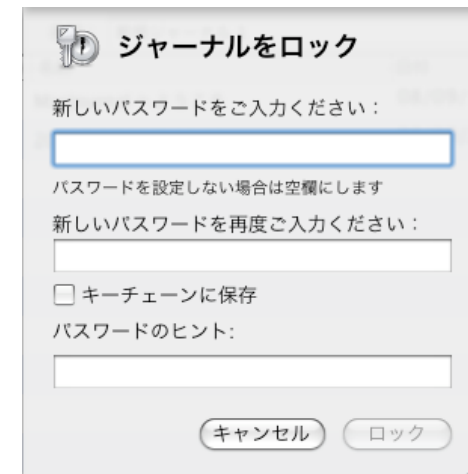 ジャーナルをロック
新しいパスワードをご入力ください：
パスワードを設定しない場合は空欄にします
新しいパスワードを再度ご入力ください：
キーチェーンに保存
パスワードのヒント:
キャンセル ロック